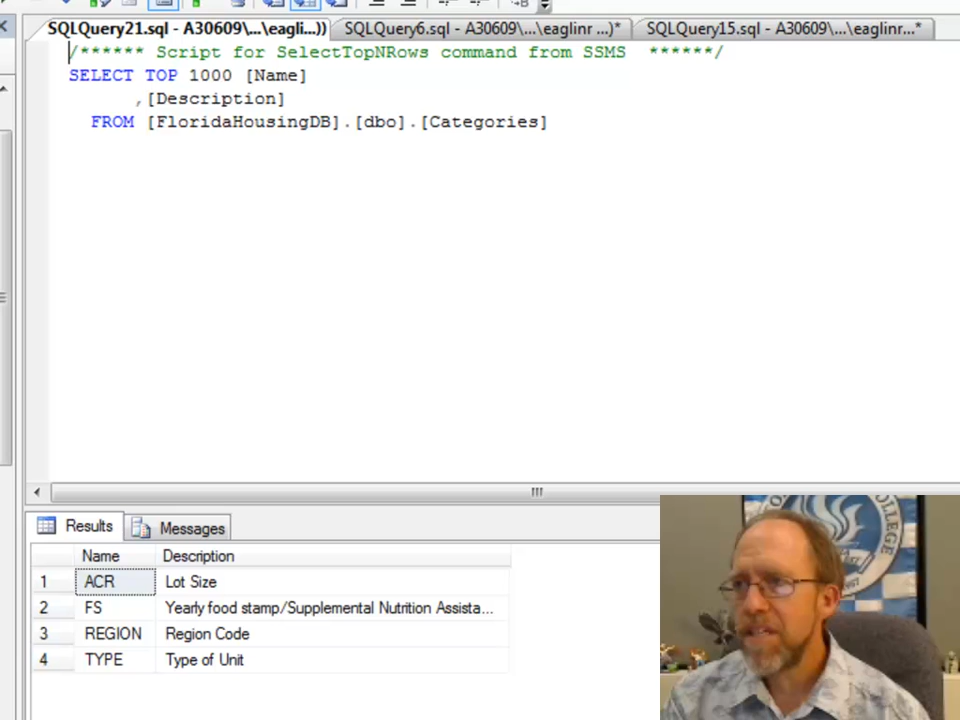 SQLQuery21.sql - A30609\...\eagli...)) SQLQuery6.sql - A30609\...\eaglinr ...)* SQLQuery15.sql - A30609\...\eaglinr...*
/****** Script for SelectTopNRows command from SSMS ******/
SELECT TOP 1000 [Name]
,[Description]
FROM [FloridaHousingDB].[dbo].[Categories]
Results Messages
Name Description
1 ACR Lot Size
2 FS Yearly food stamp/Supplemental Nutrition Assista...
3 REGION Region Code
4 TYPE Type of Unit
COLLEGE